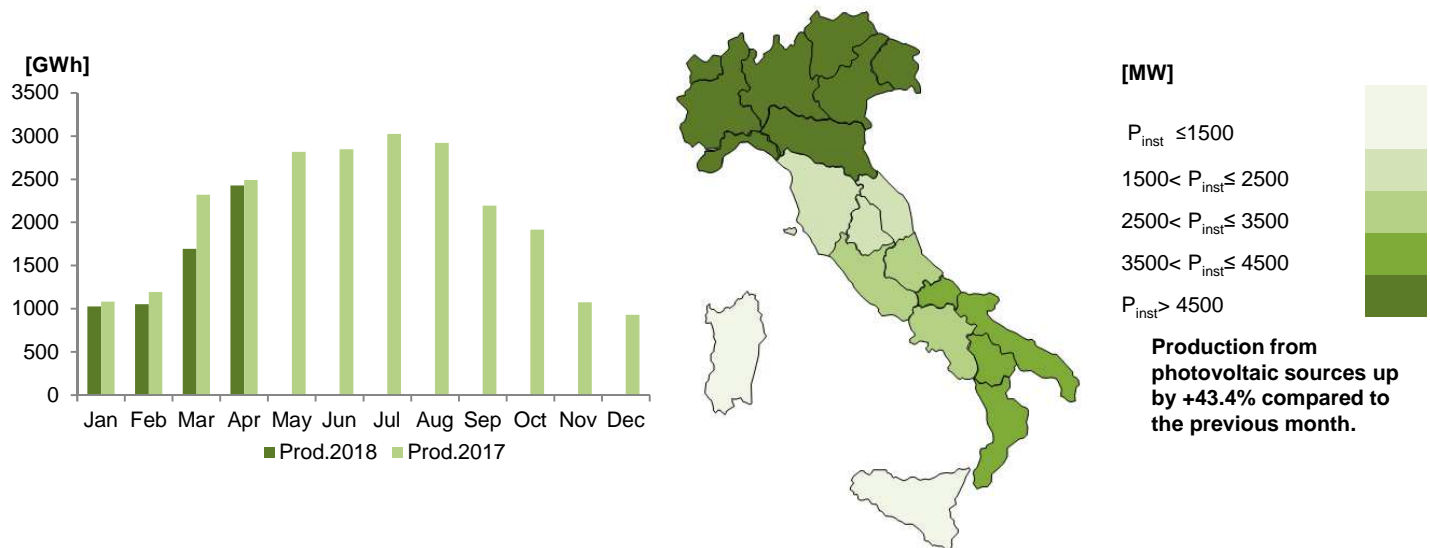 [GWh]
3500
3000
2500
2000
1500
1000
500
0
Jan Feb Mar Apr May Jun Jul Aug Sep Oct Nov Dec
Prod.2018 Prod.2017
[MW]
Pinst ≤1500
1500< Pinst≤ 2500
2500< Pinst≤ 3500
3500< Pinst≤ 4500
Pinst> 4500
Production from
photovoltaic sources up
by +43.4% compared to
the previous month.